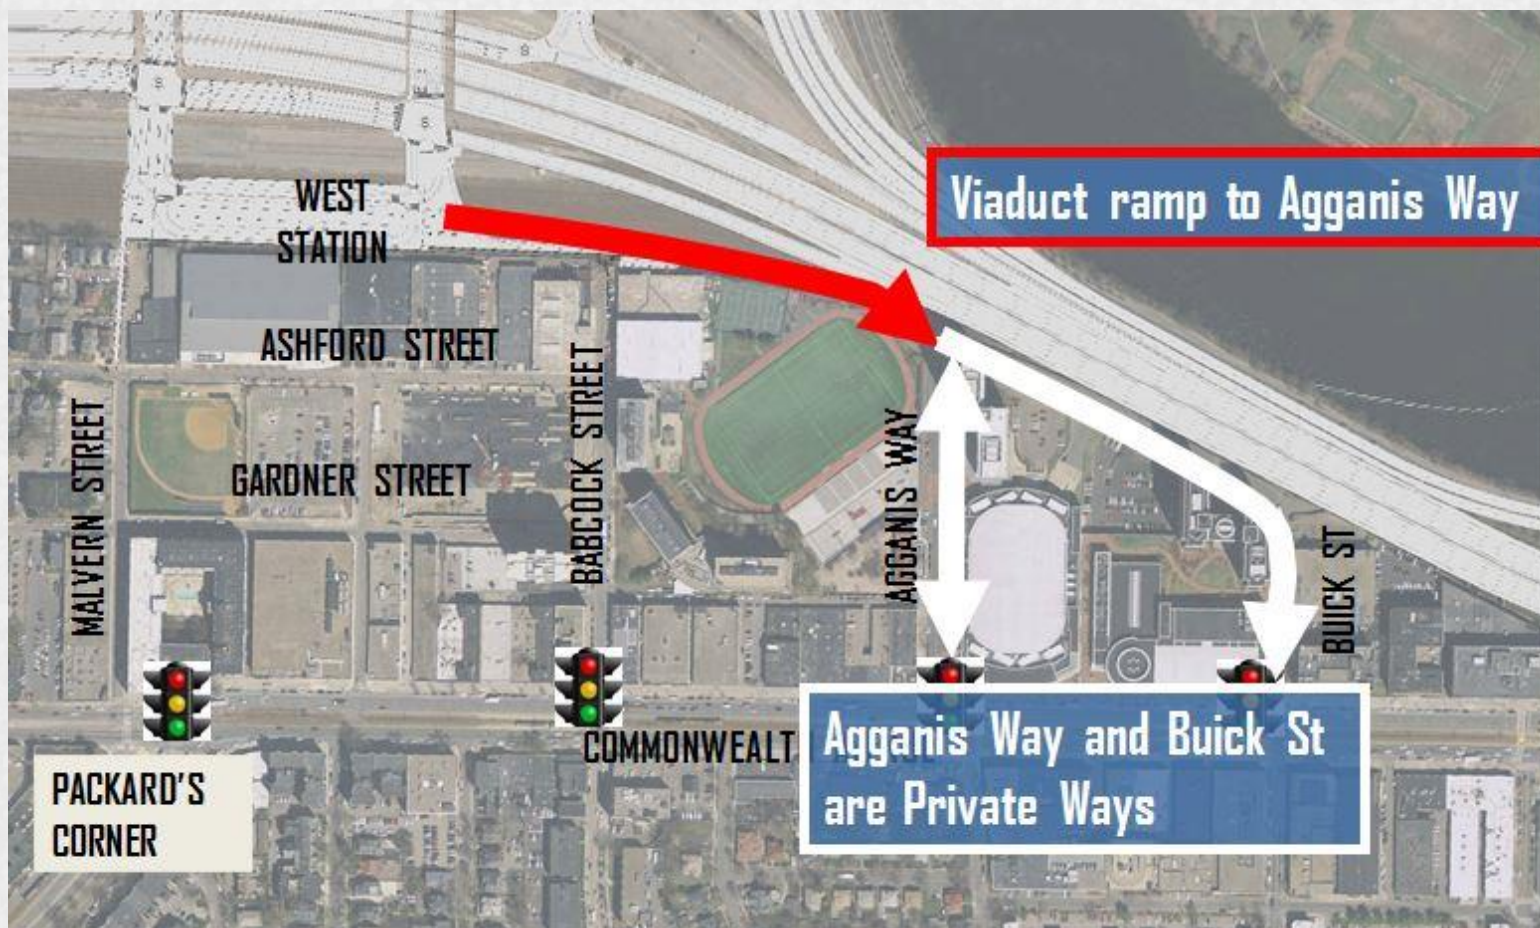 Viaduct ramp to Agganis Way
WEST
STATION
ASHFORD STREET
MALVERN STREET
GARDNER STREET
BABCOCK STREET
AGGANIS WAY
BUICK ST
COMMONWEALT
Agganis Way and Buick St
are Private Ways
PACKARD'S
CORNER